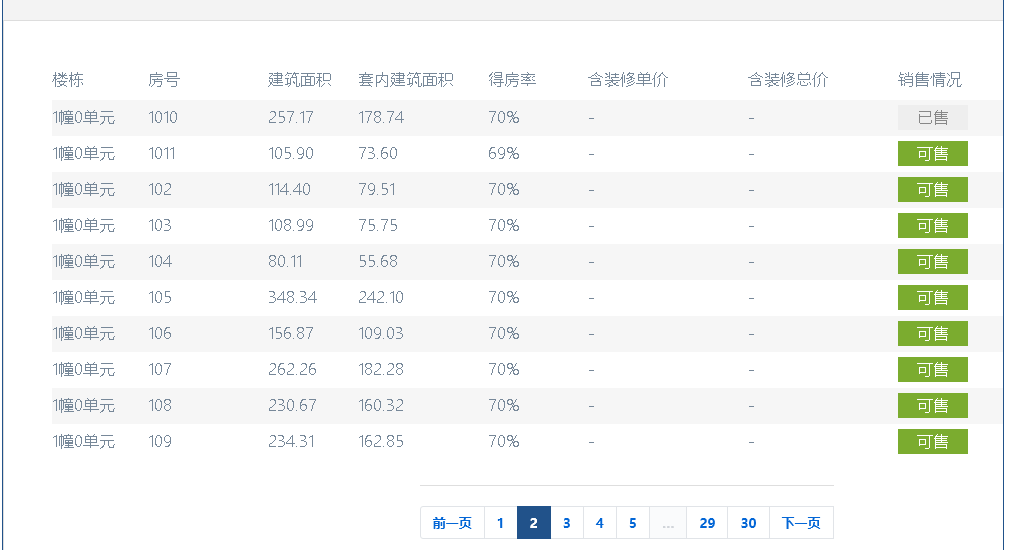 楼栋 房号 建筑面积 套内建筑面积 得房率 含装修单价 含装修总价 销售情况
1幢0单元 1010 257.17 178.74 70% - - 已售
1幢0单元 1011 105.90 73.60 69% - - 可售
1幢0单元 102 114.40 79.51 70% - - 可售
1幢0单元 103 108.99 75.75 70% - - 可售
1幢0单元 104 80.11 55.68 70% - - 可售
1幢0单元 105 348.34 242.10 70% - - 可售
1幢0单元 106 156.87 109.03 70% - - 可售
1幢0单元 107 262.26 182.28 70% - - 可售
1幢0单元 108 230.67 160.32 70% - - 可售
1幢0单元 109 234.31 162.85 70% - - 可售
前一页 1 2 3 4 5 ... 29 30 下一页